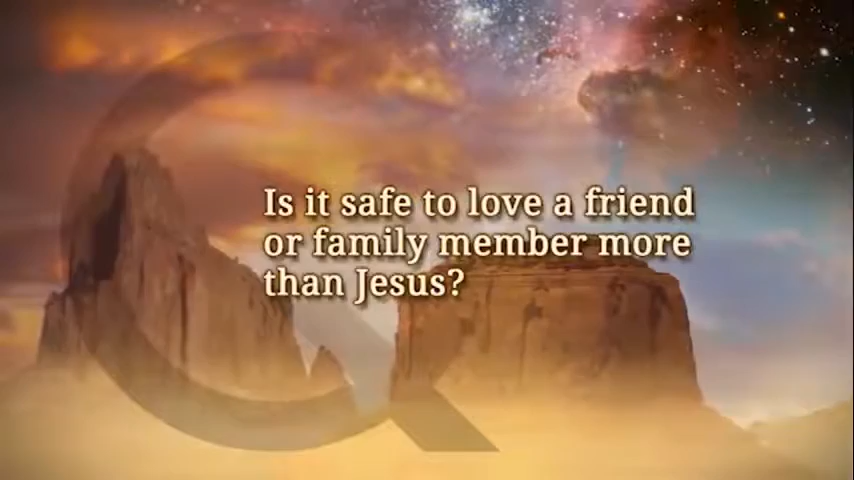 Is it safe to love a friend
or family member more
than Jesus?